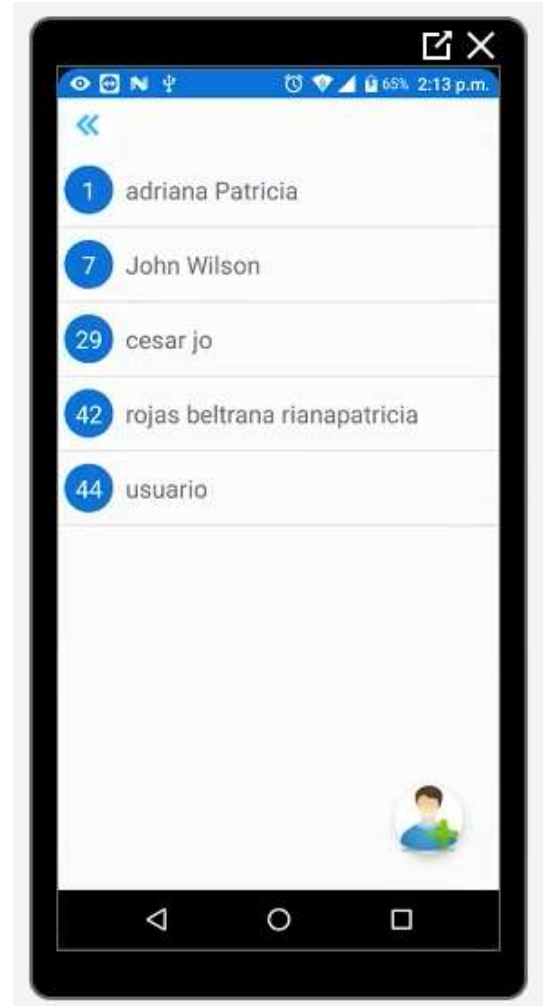 65% 2:13 p.m.
1 adriana Patricia
7 John Wilson
29 cesar jo
42 rojas beltrana rianapatricia
44 usuario